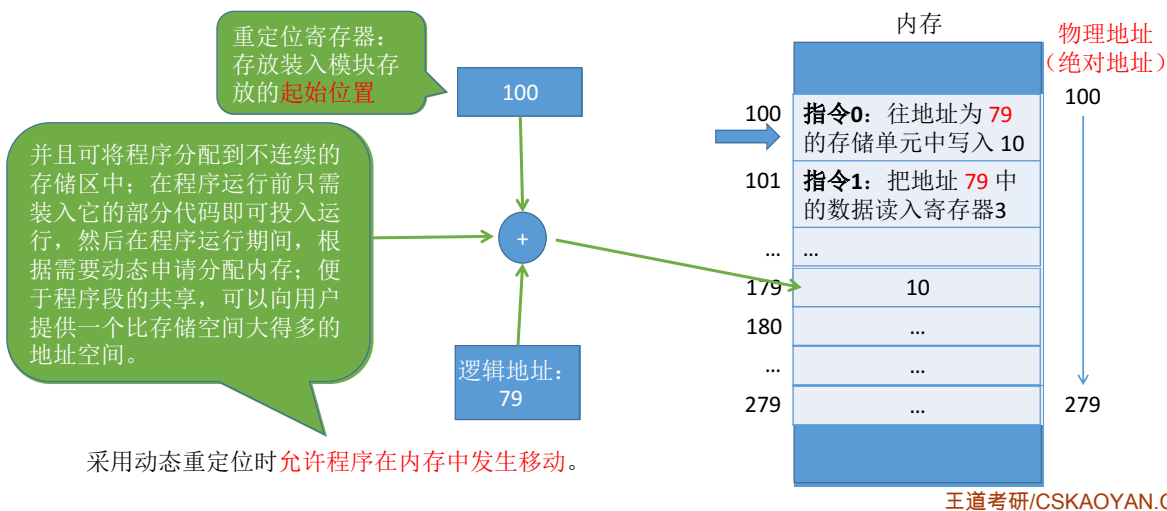 重定位寄存器：
存放装入模块存
放的起始位置
100
并且可将程序分配到不连续的
存储区中；在程序运行前只需
装入它的部分代码即可投入运
行，然后在程序运行期间，根
据需要动态申请分配内存；便
于程序段的共享，可以向用户
提供一个比存储空间大得多的
地址空间。
+
逻辑地址：
79
采用动态重定位时允许程序在内存中发生移动。
内存
物理地址
（绝对地址）
100
指令0：往地址为 79
的存储单元中写入 10
100
101
指令1：把地址 79 中
的数据读入寄存器3
…
…
179
10
180
…
…
…
279
…
279
王道考研/CSKAOYAN.C